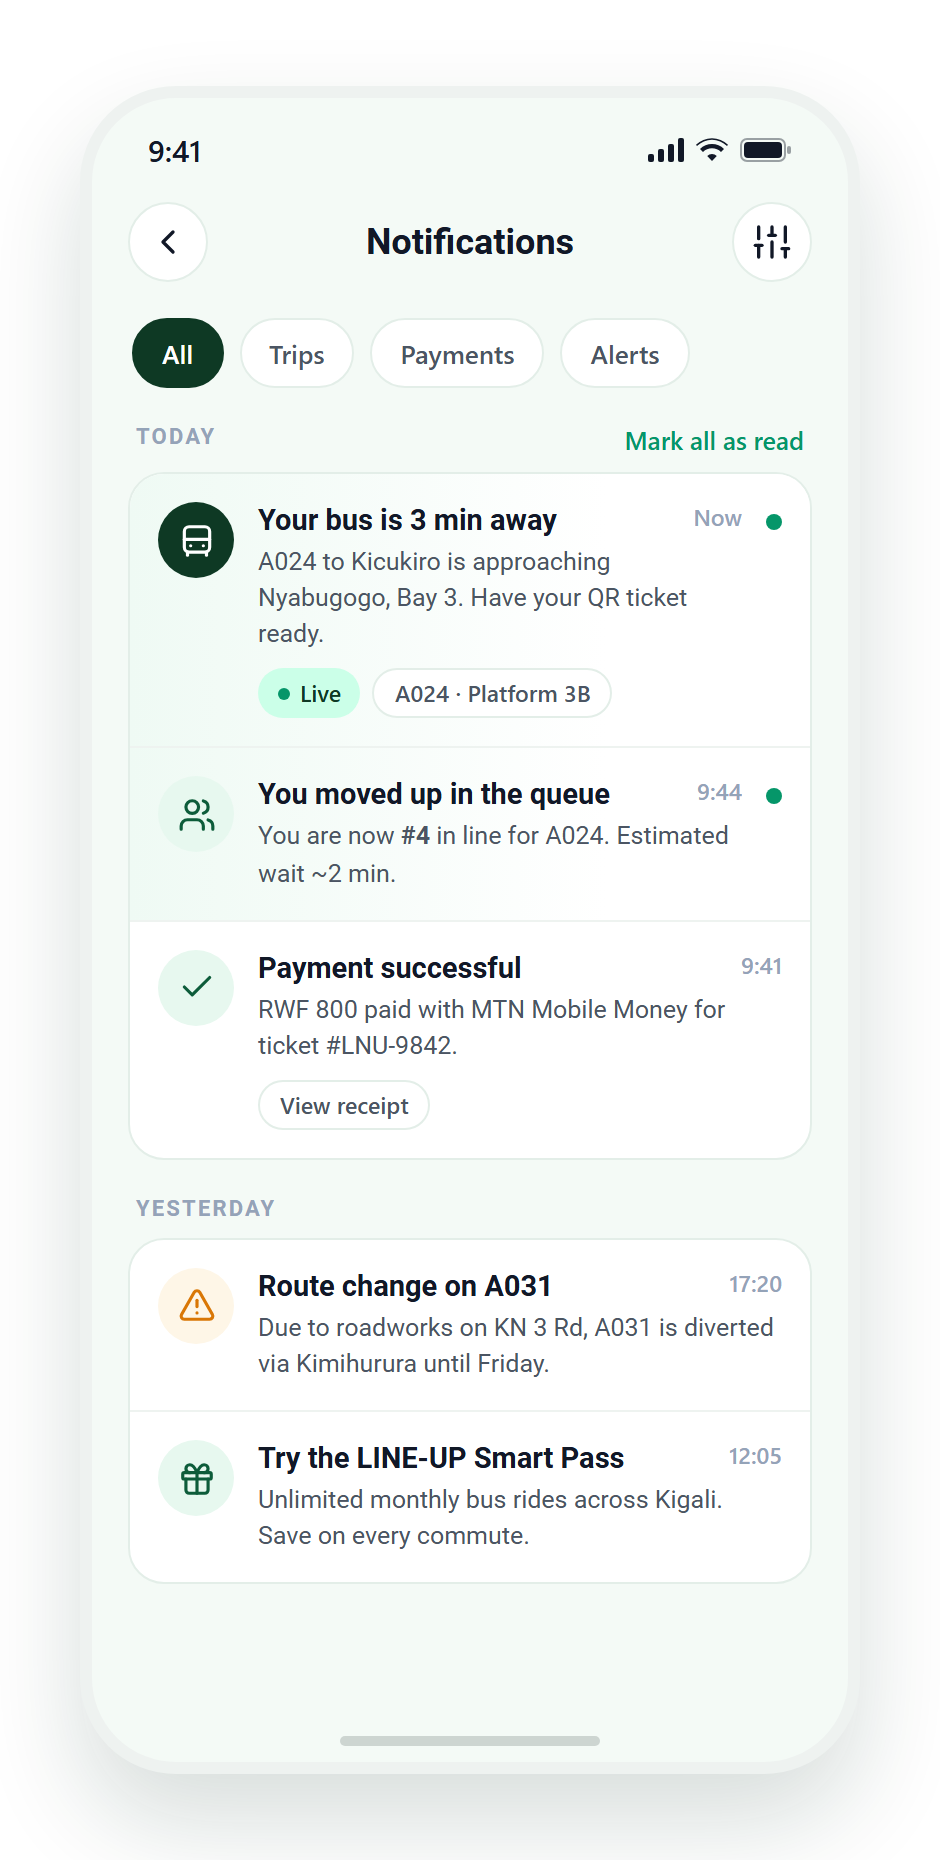 9:41
Notifications
All
Trips
Payments
Alerts
TODAY
Mark all as read
Your bus is 3 min away
Now
A024 to Kicukiro is approaching
Nyabugogo, Bay 3. Have your QR ticket
ready.
Live
A024 · Platform 3B
You moved up in the queue
9:44
You are now #4 in line for A024. Estimated
wait ~2 min.
Payment successful
9:41
RWF 800 paid with MTN Mobile Money for
ticket #LNU-9842.
View receipt
YESTERDAY
Route change on A031
17:20
Due to roadworks on KN 3 Rd, A031 is diverted
via Kimihurura until Friday.
Try the LINE-UP Smart Pass
12:05
Unlimited monthly bus rides across Kigali.
Save on every commute.